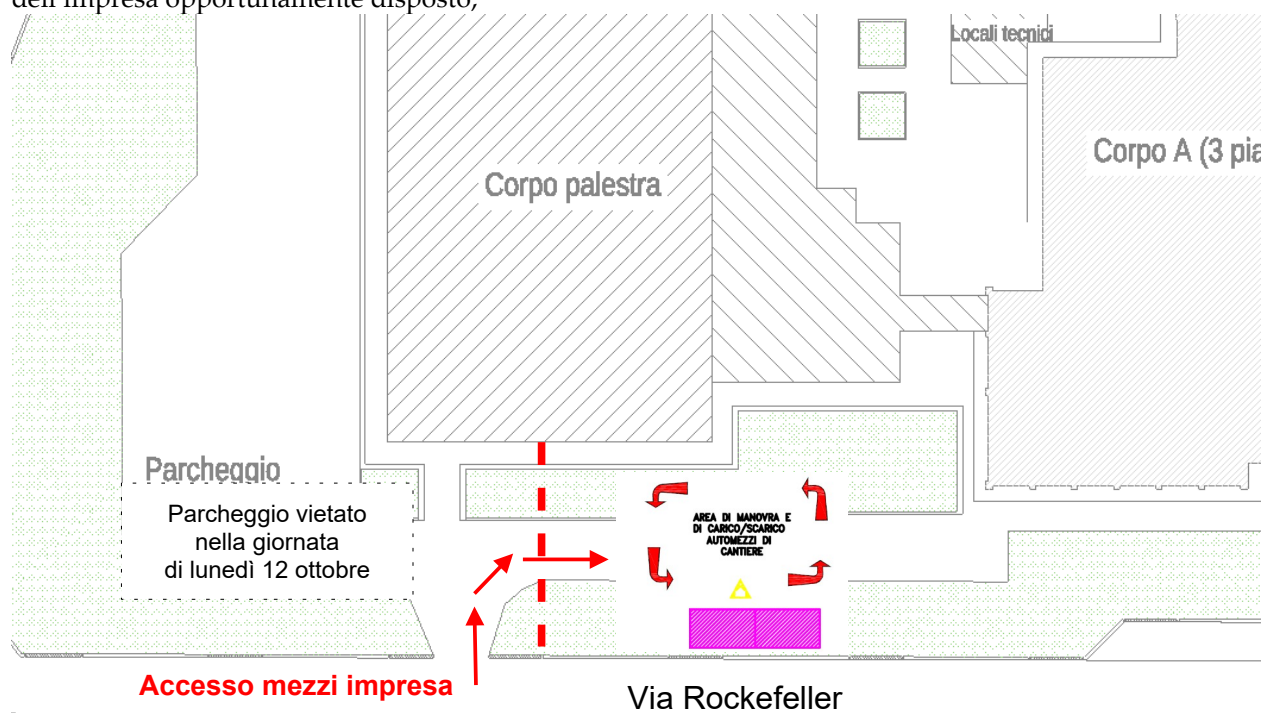 dell'impresa opportunamente disposto;
Locali tecnici
Corpo A (3 pia
Corpo palestra
Parcheggio
Parcheggio vietato
nella giornata
di lunedì 12 ottobre
AREA DI MANOVRA E
DI CARICO/SCARICO
AUTOMEZZI DI
CANTIERE
Accesso mezzi impresa
Via Rockefeller